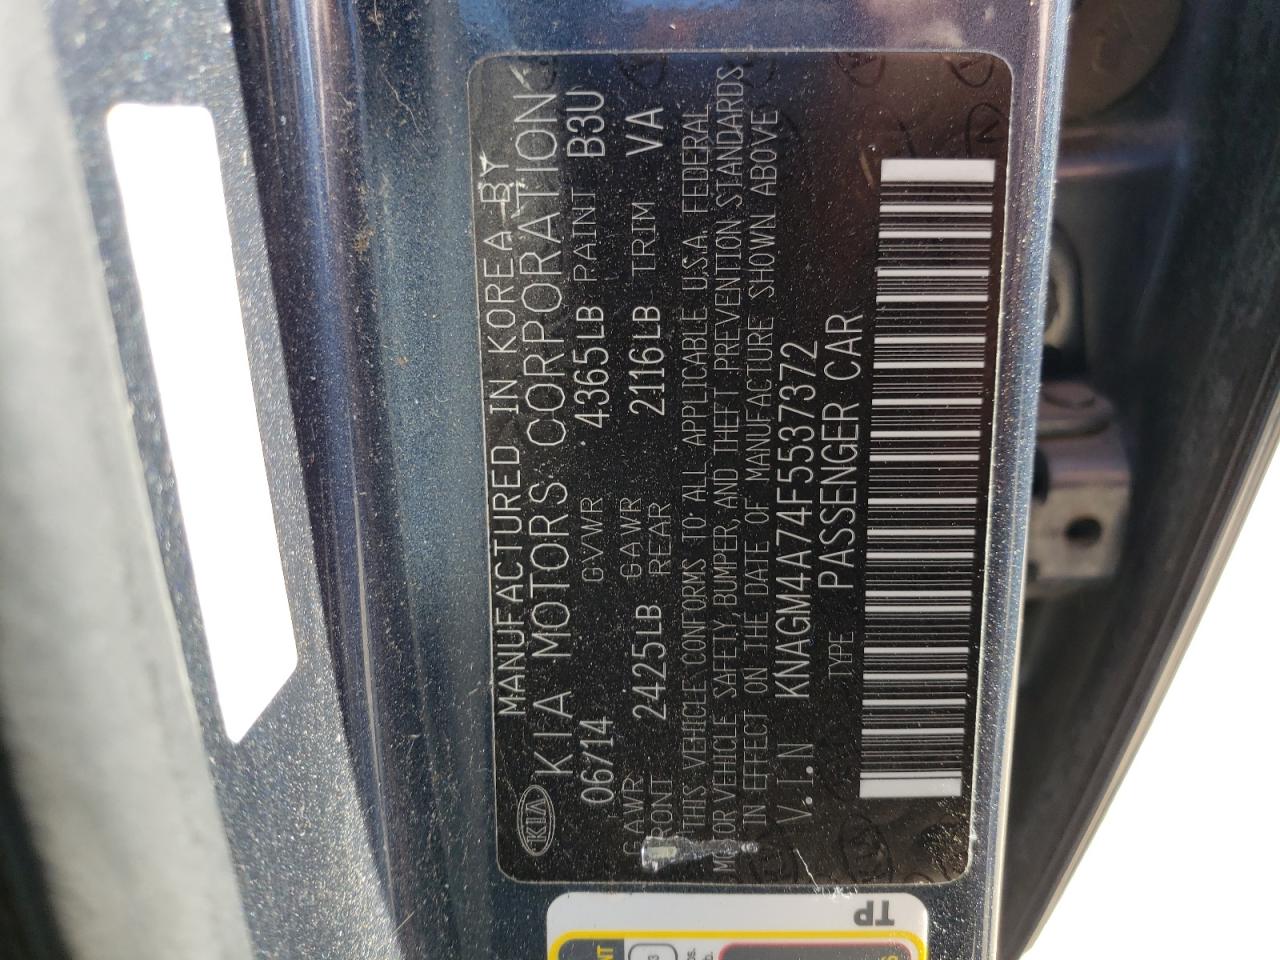 MANUFACTURED IN KOREA BY
KIA KIA MOTORS CORPORATION
06/14 GVWR 4365LB PAINT B3U
GAWR FRONT 2425LB GAWR REAR 2116LB TRIM VA
THIS VEHICLE CONFORMS TO ALL APPLICABLE U.S.A. FEDERAL
MOTOR VEHICLE SAFETY, BUMPER, AND THEFT PREVENTION STANDARDS
IN EFFECT ON THE DATE OF MANUFACTURE SHOWN ABOVE
V.I.N KNAGM4A74F5537372
TYPE PASSENGER CAR
TP